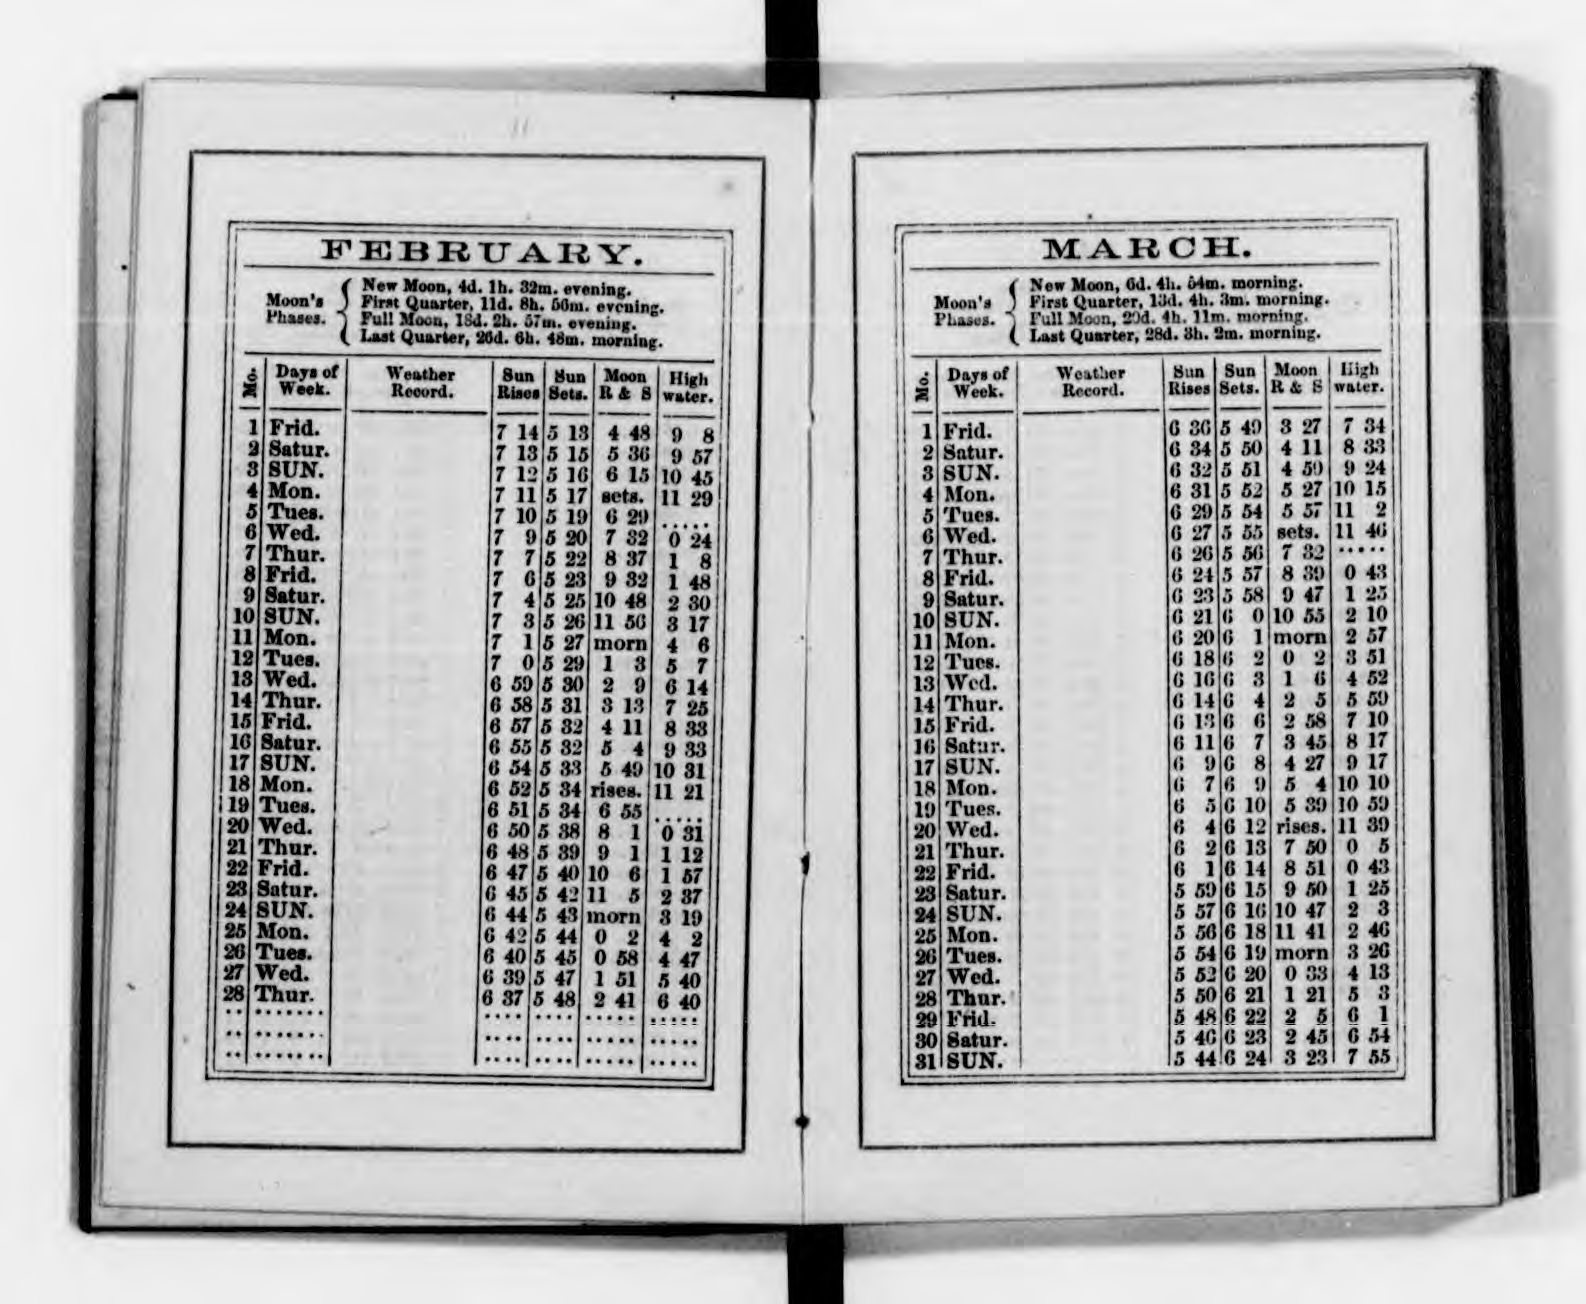 FEBRUARY.
Moon's Phases.
New Moon, 4d. 1h. 32m. evening.
First Quarter, 11d. 8h. 56m. evening.
Full Moon, 18d. 2h. 57m. evening.
Last Quarter, 26d. 6h. 48m. morning.
Mo. Days of Week. Weather Record. Sun Rises Sun Sets. Moon R & S High water.
1 Frid. 7 14 5 13 4 48 9 8
2 Satur. 7 13 5 15 5 36 9 57
3 SUN. 7 12 5 16 6 15 10 45
4 Mon. 7 11 5 17 sets. 11 29
5 Tues. 7 10 5 19 6 29 .....
6 Wed. 7 9 5 20 7 32 0 24
7 Thur. 7 7 5 22 8 37 1 8
8 Frid. 7 6 5 23 9 32 1 48
9 Satur. 7 4 5 25 10 48 2 30
10 SUN. 7 3 5 26 11 56 3 17
11 Mon. 7 1 5 27 morn 4 6
12 Tues. 7 0 5 29 1 3 5 7
13 Wed. 6 59 5 30 2 9 6 14
14 Thur. 6 58 5 31 3 13 7 25
15 Frid. 6 57 5 32 4 11 8 33
16 Satur. 6 55 5 32 5 4 9 33
17 SUN. 6 54 5 33 5 49 10 31
18 Mon. 6 52 5 34 rises. 11 21
19 Tues. 6 51 5 34 6 55 .....
20 Wed. 6 50 5 38 8 1 0 31
21 Thur. 6 48 5 39 9 1 1 12
22 Frid. 6 47 5 40 10 6 1 57
23 Satur. 6 45 5 42 11 5 2 37
24 SUN. 6 44 5 43 morn 3 19
25 Mon. 6 42 5 44 0 2 4 2
26 Tues. 6 40 5 45 0 58 4 47
27 Wed. 6 39 5 47 1 51 5 40
28 Thur. 6 37 5 48 2 41 6 40
.. ....... .... .... ..... .....
.. ....... .... .... ..... .....
.. ....... .... .... ..... .....
MARCH.
Moon's Phases.
New Moon, 6d. 4h. 54m. morning.
First Quarter, 13d. 4h. 3m. morning.
Full Moon, 20d. 4h. 11m. morning.
Last Quarter, 28d. 3h. 2m. morning.
Mo. Days of Week. Weather Record. Sun Rises Sun Sets. Moon R & S High water.
1 Frid. 6 36 5 49 3 27 7 34
2 Satur. 6 34 5 50 4 11 8 33
3 SUN. 6 32 5 51 4 59 9 24
4 Mon. 6 31 5 52 5 27 10 15
5 Tues. 6 29 5 54 5 57 11 2
6 Wed. 6 27 5 55 sets. 11 46
7 Thur. 6 26 5 56 7 32 .....
8 Frid. 6 24 5 57 8 39 0 43
9 Satur. 6 23 5 58 9 47 1 25
10 SUN. 6 21 6 0 10 55 2 10
11 Mon. 6 20 6 1 morn 2 57
12 Tues. 6 18 6 2 0 2 3 51
13 Wed. 6 16 6 3 1 6 4 52
14 Thur. 6 14 6 4 2 5 5 59
15 Frid. 6 13 6 6 2 58 7 10
16 Satur. 6 11 6 7 3 45 8 17
17 SUN. 6 9 6 8 4 27 9 17
18 Mon. 6 7 6 9 5 4 10 10
19 Tues. 6 5 6 10 5 39 10 59
20 Wed. 6 4 6 12 rises. 11 39
21 Thur. 6 2 6 13 7 50 0 5
22 Frid. 6 1 6 14 8 51 0 43
23 Satur. 5 59 6 15 9 50 1 25
24 SUN. 5 57 6 16 10 47 2 3
25 Mon. 5 56 6 18 11 41 2 46
26 Tues. 5 54 6 19 morn 3 26
27 Wed. 5 52 6 20 0 33 4 13
28 Thur. 5 50 6 21 1 21 5 3
29 Frid. 5 48 6 22 2 5 6 1
30 Satur. 5 46 6 23 2 45 6 54
31 SUN. 5 44 6 24 3 23 7 55